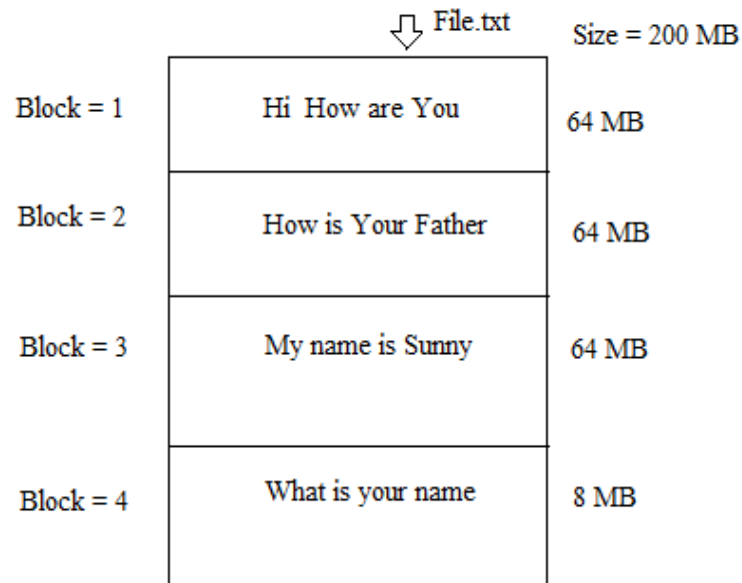 File.txt
Size = 200 MB
Block = 1
Hi How are You
64 MB
Block = 2
How is Your Father
64 MB
Block = 3
My name is Sunny
64 MB
Block = 4
What is your name
8 MB